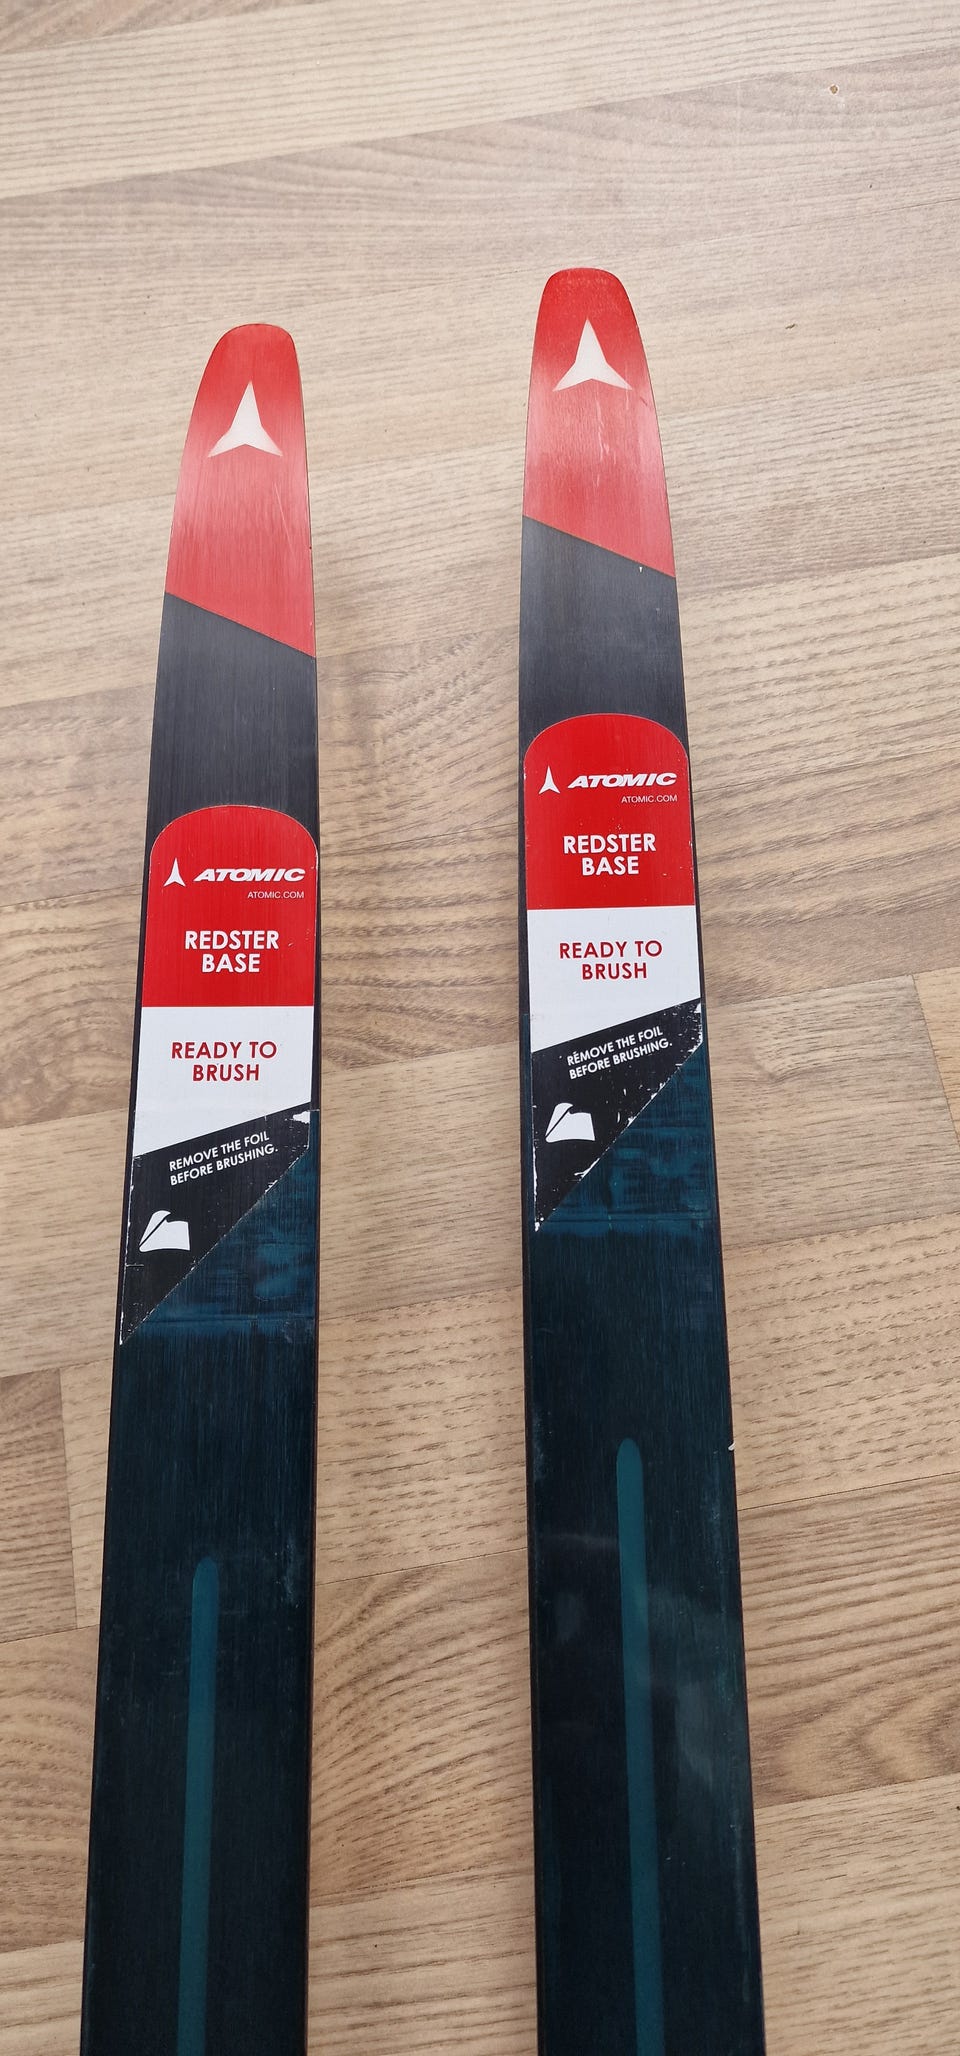 ATOMIC
ATOMIC.COM
REDSTER
BASE
READY TO
BRUSH
REMOVE THE FOIL
BEFORE BRUSHING.
ATOMIC
ATOMIC.COM
REDSTER
BASE
READY TO
BRUSH
REMOVE THE FOIL
BEFORE BRUSHING.